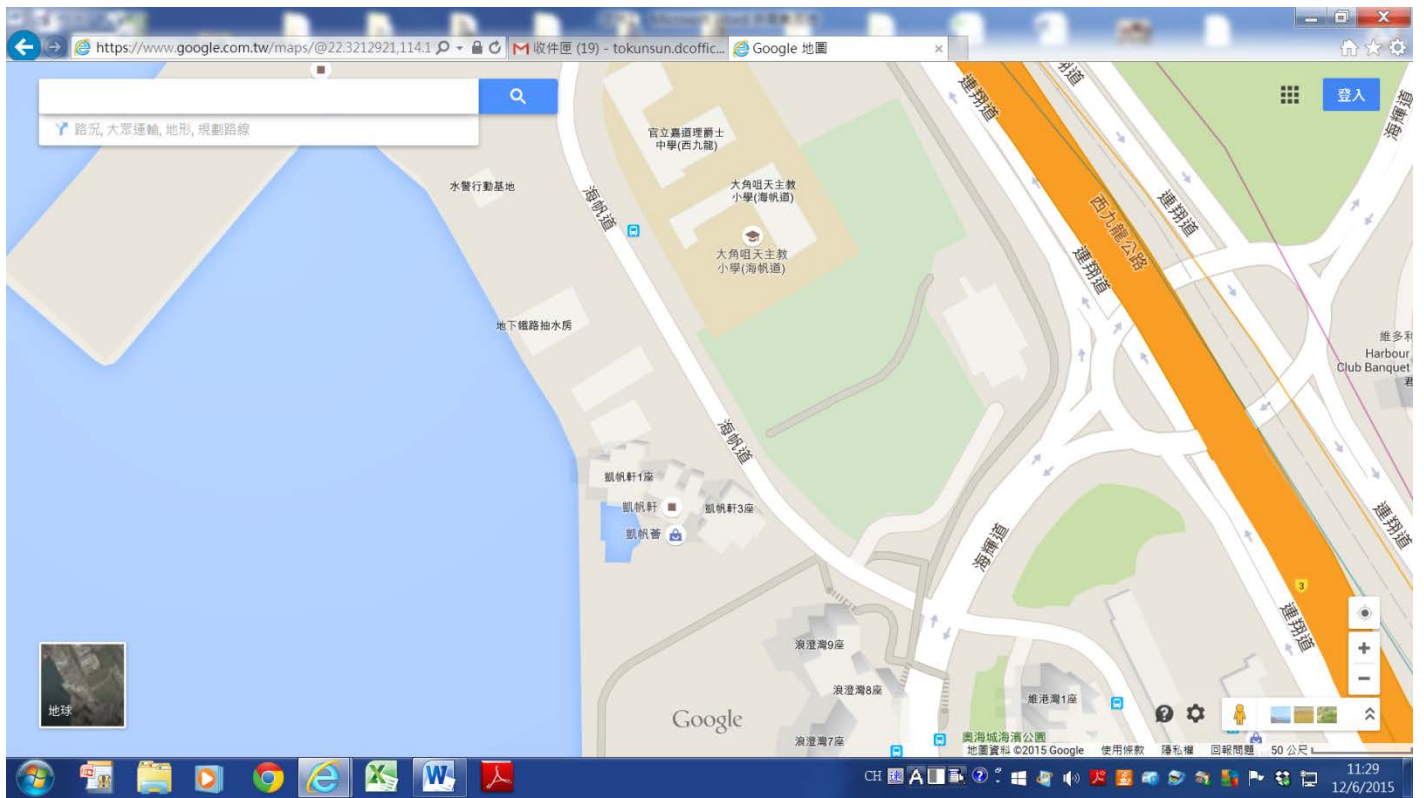 https://www.google.com.tw/maps/@22.3212921,114.1
收件匣 (19) - tokunsun.dcoffic...
Google 地圖
登入
路況, 大眾運輸, 地形, 規劃路線
連翔道
海輝道
官立嘉道理爵士
中學(西九龍)
水警行動基地
大角咀天主教
小學(海帆道)
海帆道
西九龍公路
連翔道
大角咀天主教
小學(海帆道)
連翔道
地下鐵路抽水房
維多利
Harbour
Club Banquet
君
海帆道
凱帆軒1座
凱帆軒
凱帆軒3座
凱帆薈
連翔道
海輝道
3
連翔道
浪澄灣9座
浪澄灣8座
維港灣1座
地球
Google
浪澄灣7座
奧海城海濱公園
地圖資料 ©2015 Google 使用條款 隱私權 回報問題 50 公尺
CH
11:29
12/6/2015